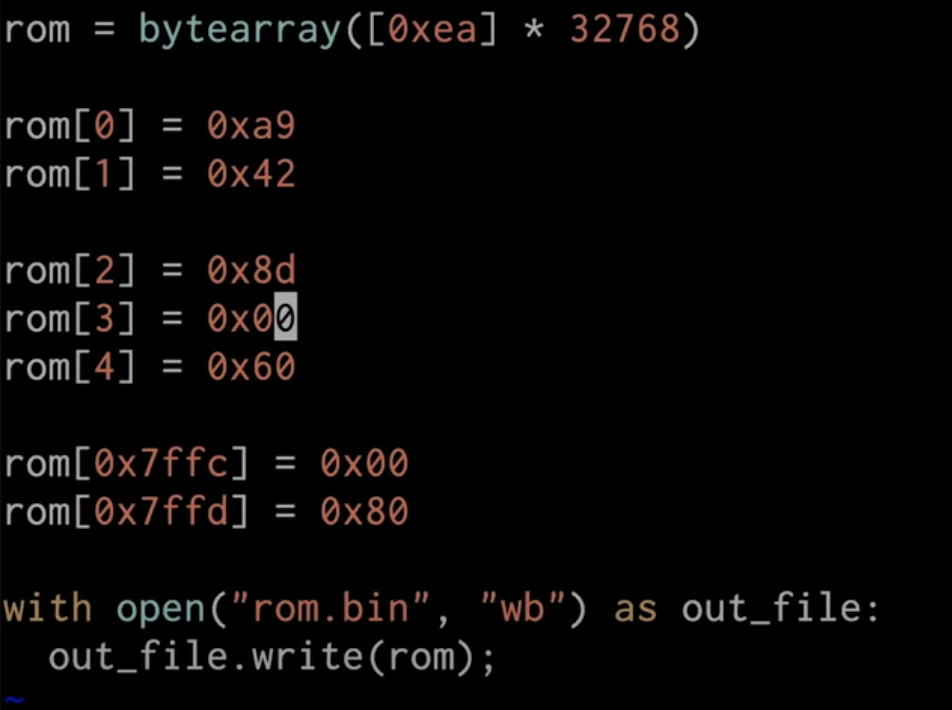 rom = bytearray([0xea] * 32768)
rom[0] = 0xa9
rom[1] = 0x42
rom[2] = 0x8d
rom[3] = 0x00
rom[4] = 0x60
rom[0x7ffc] = 0x00
rom[0x7ffd] = 0x80
with open("rom.bin", "wb") as out_file:
  out_file.write(rom);
~